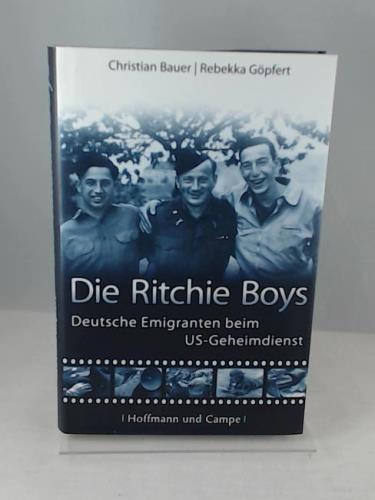 Christian Bauer | Rebekka Göpfert
Die Ritchie Boys
Deutsche Emigranten beim
US-Geheimdienst
| Hoffmann und Campe |